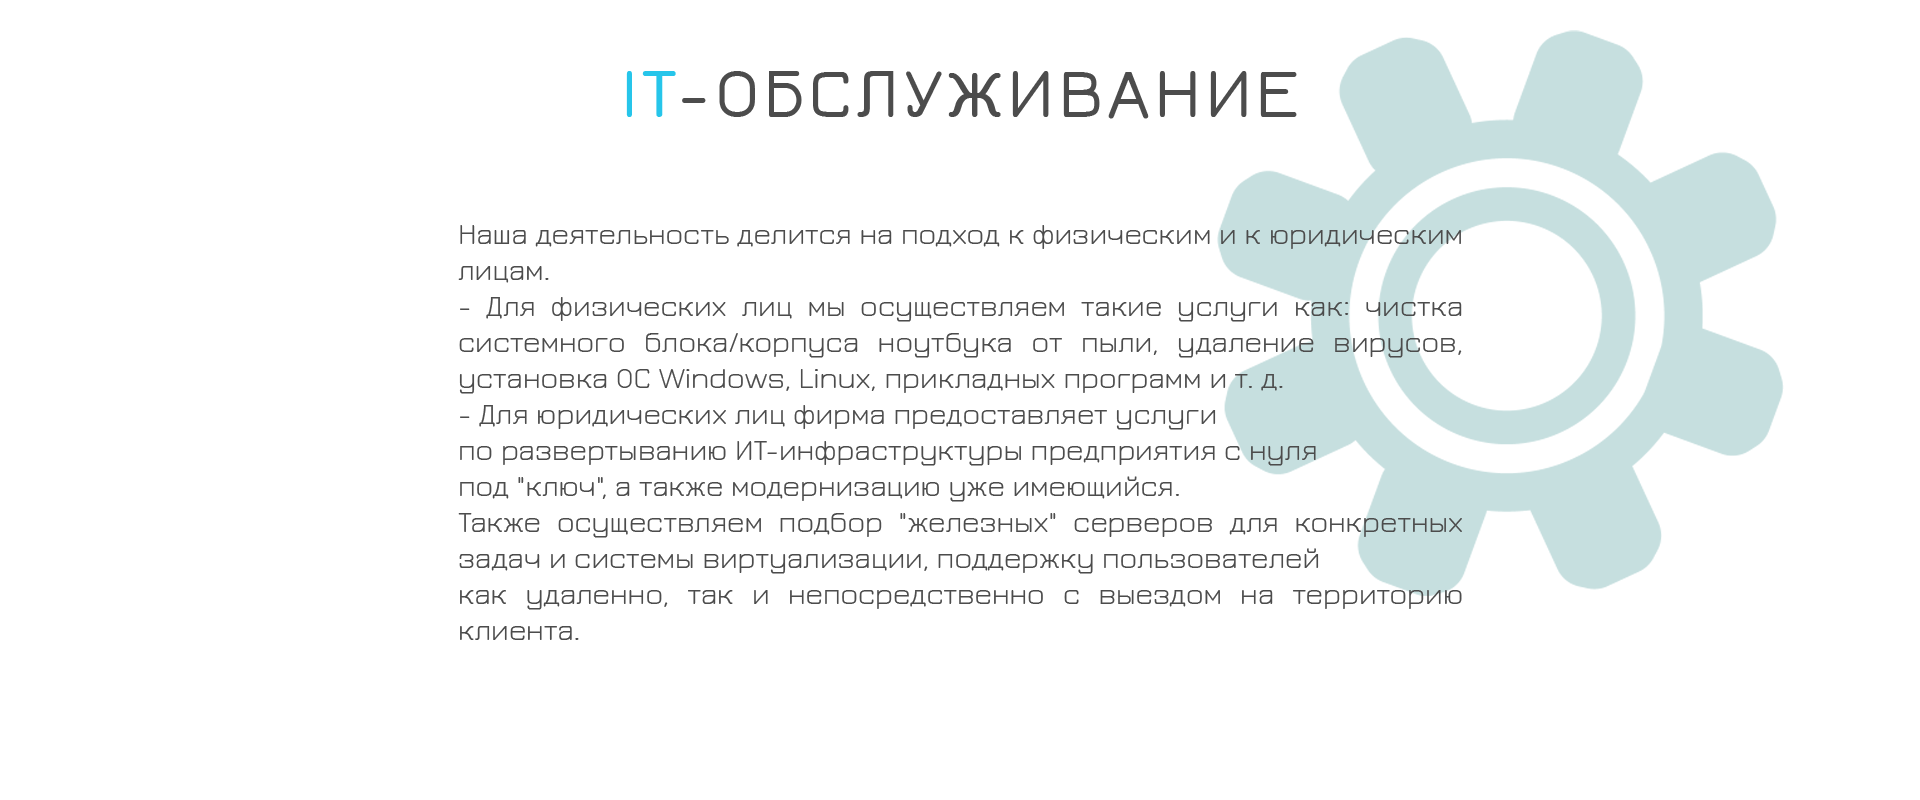 IT-ОБСЛУЖИВАНИЕ
Наша деятельность делится на подход к физическим и к юридическим
лицам.
- Для физических лиц мы осуществляем такие услуги как: чистка
системного блока/корпуса ноутбука от пыли, удаление вирусов,
установка ОС Windows, Linux, прикладных программ и т. д.
- Для юридических лиц фирма предоставляет услуги
по развертыванию ИТ-инфраструктуры предприятия с нуля
под "ключ", а также модернизацию уже имеющийся.
Также осуществляем подбор "железных" серверов для конкретных
задач и системы виртуализации, поддержку пользователей
как удаленно, так и непосредственно с выездом на территорию
клиента.